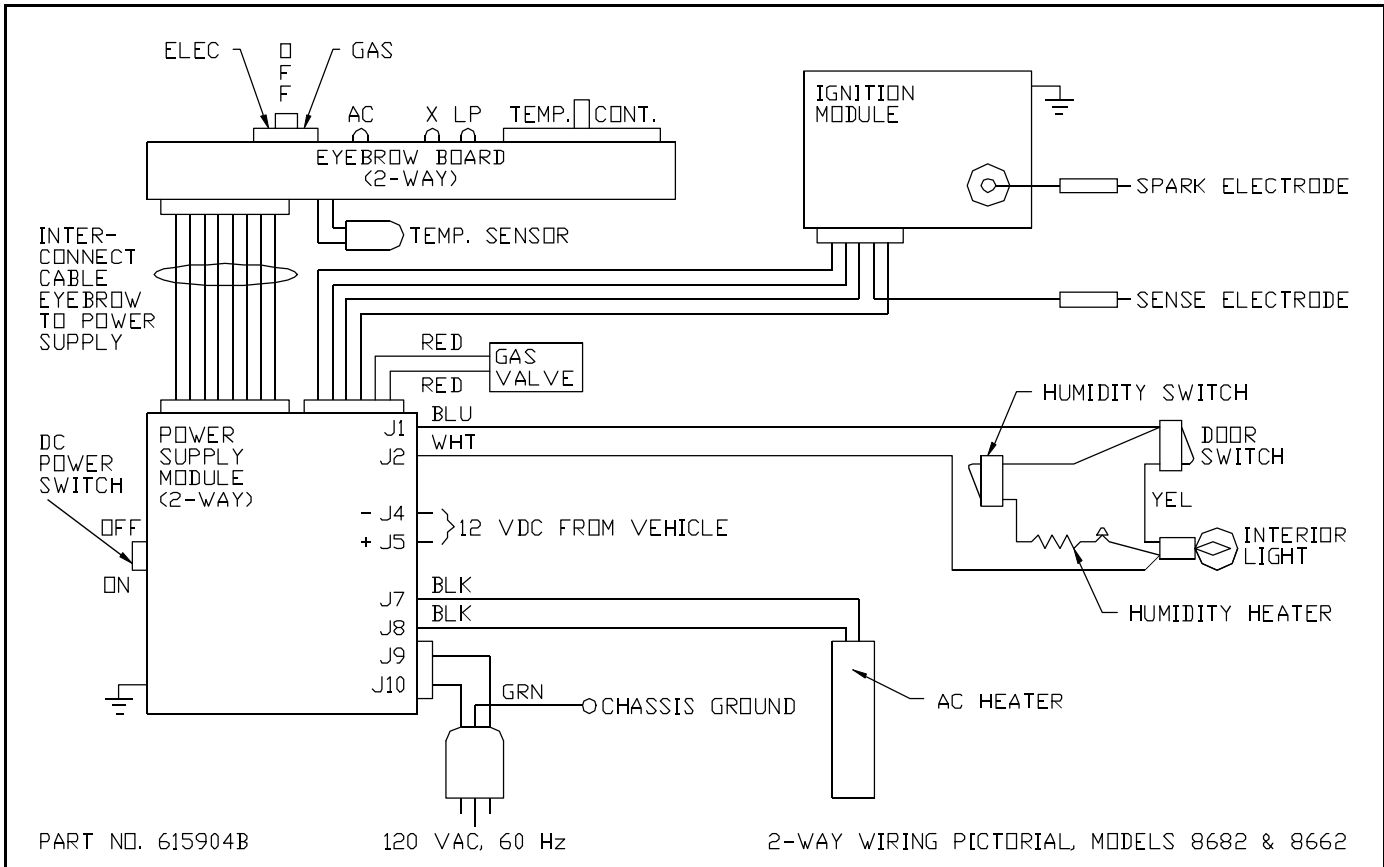 ELEC
OFF
GAS
AC
X
LP
TEMP.
CONT.
EYEBROW BOARD
(2-WAY)
IGNITION
MODULE
SPARK ELECTRODE
TEMP. SENSOR
INTER-
CONNECT
CABLE
EYEBROW
TO POWER
SUPPLY
SENSE ELECTRODE
RED
RED
GAS
VALVE
HUMIDITY SWITCH
DC
POWER
SWITCH
OFF
ON
POWER
SUPPLY
MODULE
(2-WAY)
J1
BLU
J2
WHT
DOOR
SWITCH
YEL
- J4
+ J5
12 VDC FROM VEHICLE
INTERIOR
LIGHT
HUMIDITY HEATER
J7
BLK
J8
BLK
J9
J10
GRN
CHASSIS GROUND
AC HEATER
PART NO. 615904B
120 VAC, 60 Hz
2-WAY WIRING PICTORIAL, MODELS 8682 & 8662